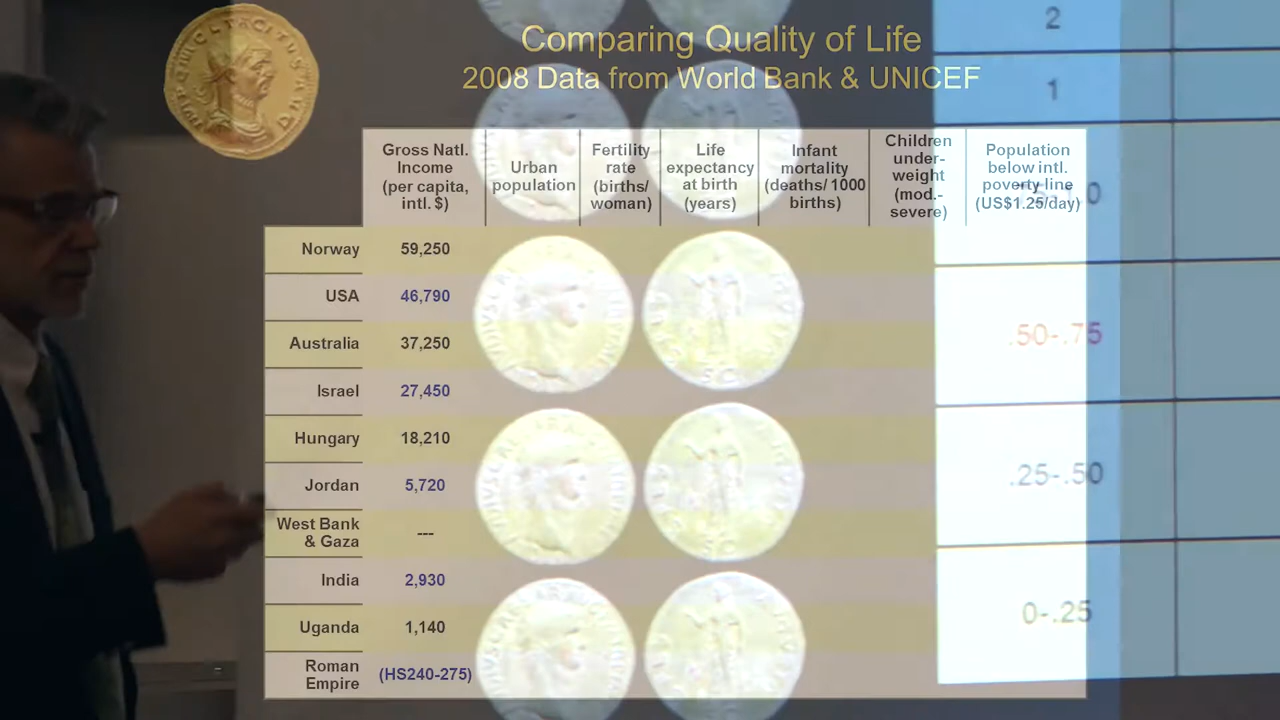 Comparing Quality of Life
2008 Data from World Bank & UNICEF
2
1
Gross Natl.
Income
(per capita,
intl. $)
Urban
population
Fertility
rate
(births/
woman)
Life
expectancy
at birth
(years)
Infant
mortality
(deaths/ 1000
births)
Children
under-
weight
(mod.-
severe)
Population
below intl.
poverty line
(US$1.25/day)
Norway 59,250
USA 46,790
Australia 37,250
.50-.75
Israel 27,450
Hungary 18,210
Jordan 5,720
.25-.50
West Bank
& Gaza ---
India 2,930
Uganda 1,140
0-.25
Roman
Empire (HS240-275)